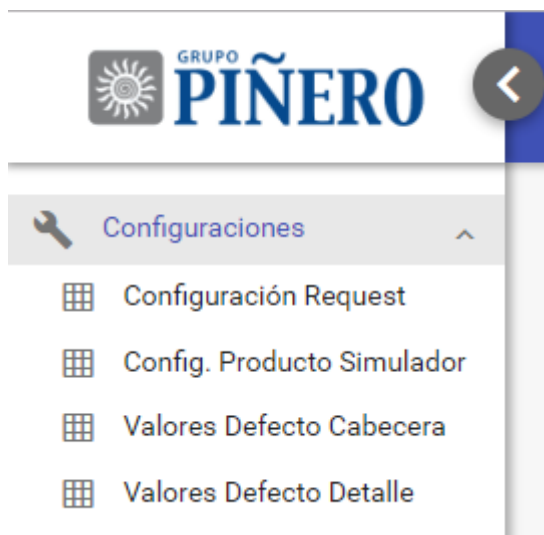 GRUPO
PIÑERO
Configuraciones
Configuración Request
Config. Producto Simulador
Valores Defecto Cabecera
Valores Defecto Detalle